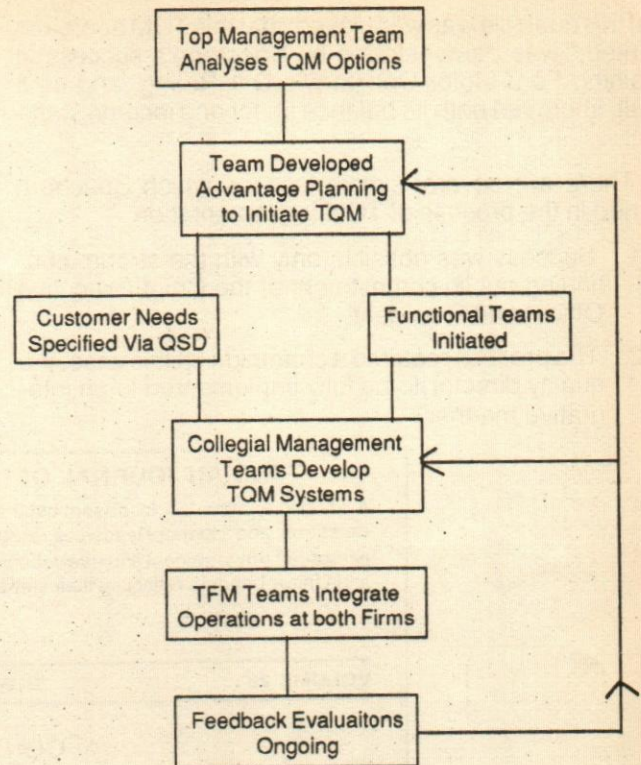 Top Management Team
Analyses TQM Options
Team Developed
Advantage Planning
to Initiate TQM
Customer Needs
Specified Via QSD
Functional Teams
Initiated
Collegial Management
Teams Develop
TQM Systems
TFM Teams Integrate
Operations at both Firms
Feedback Evaluaitons
Ongoing